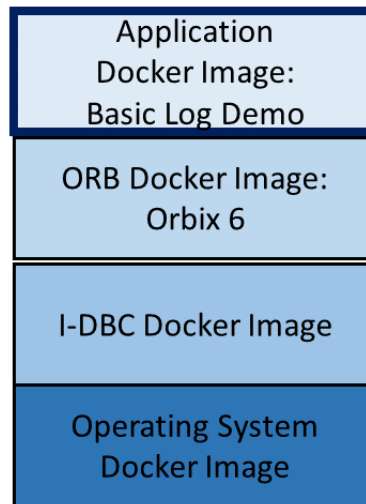 Application
Docker Image:
Basic Log Demo
ORB Docker Image:
Orbix 6
I-DBC Docker Image
Operating System
Docker Image